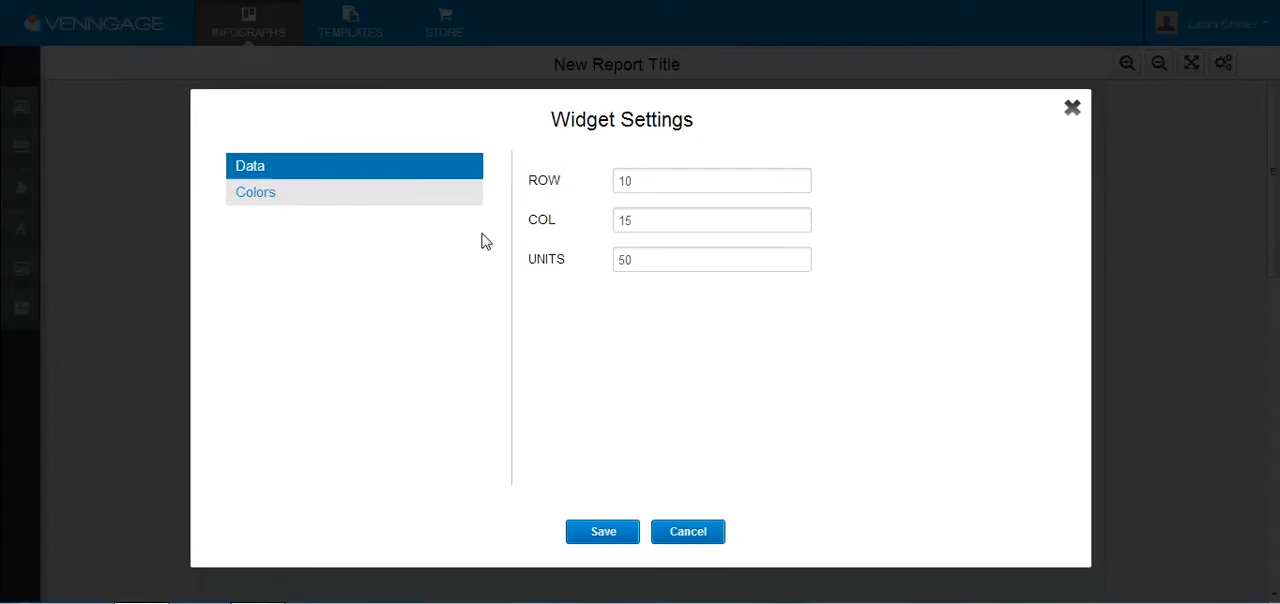 VENNGAGE
INFOGRAPHS
TEMPLATES
STORE
New Report Title
Widget Settings
Data
Colors
ROW 10
COL 15
UNITS 50
Save
Cancel